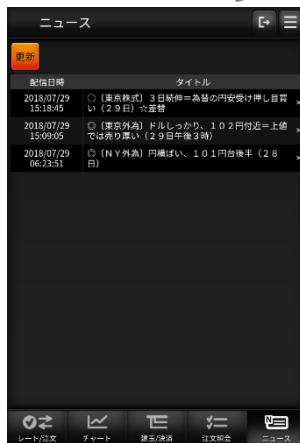 ニュース
更新
配信日時 タイトル
2018/07/29 15:18:45
○〔東京株式〕3日続伸＝為替の円安受け押し目買
い（29日）☆差替
2018/07/29 15:09:05
◎〔東京外為〕ドルしっかり、102円付近＝上値
では売り厚い（29日午後3時）
2018/07/29 06:23:51
◎〔NY外為〕円横ばい、101円台後半（28
日）
レート/注文 チャート 建玉/決済 注文照会 ニュース